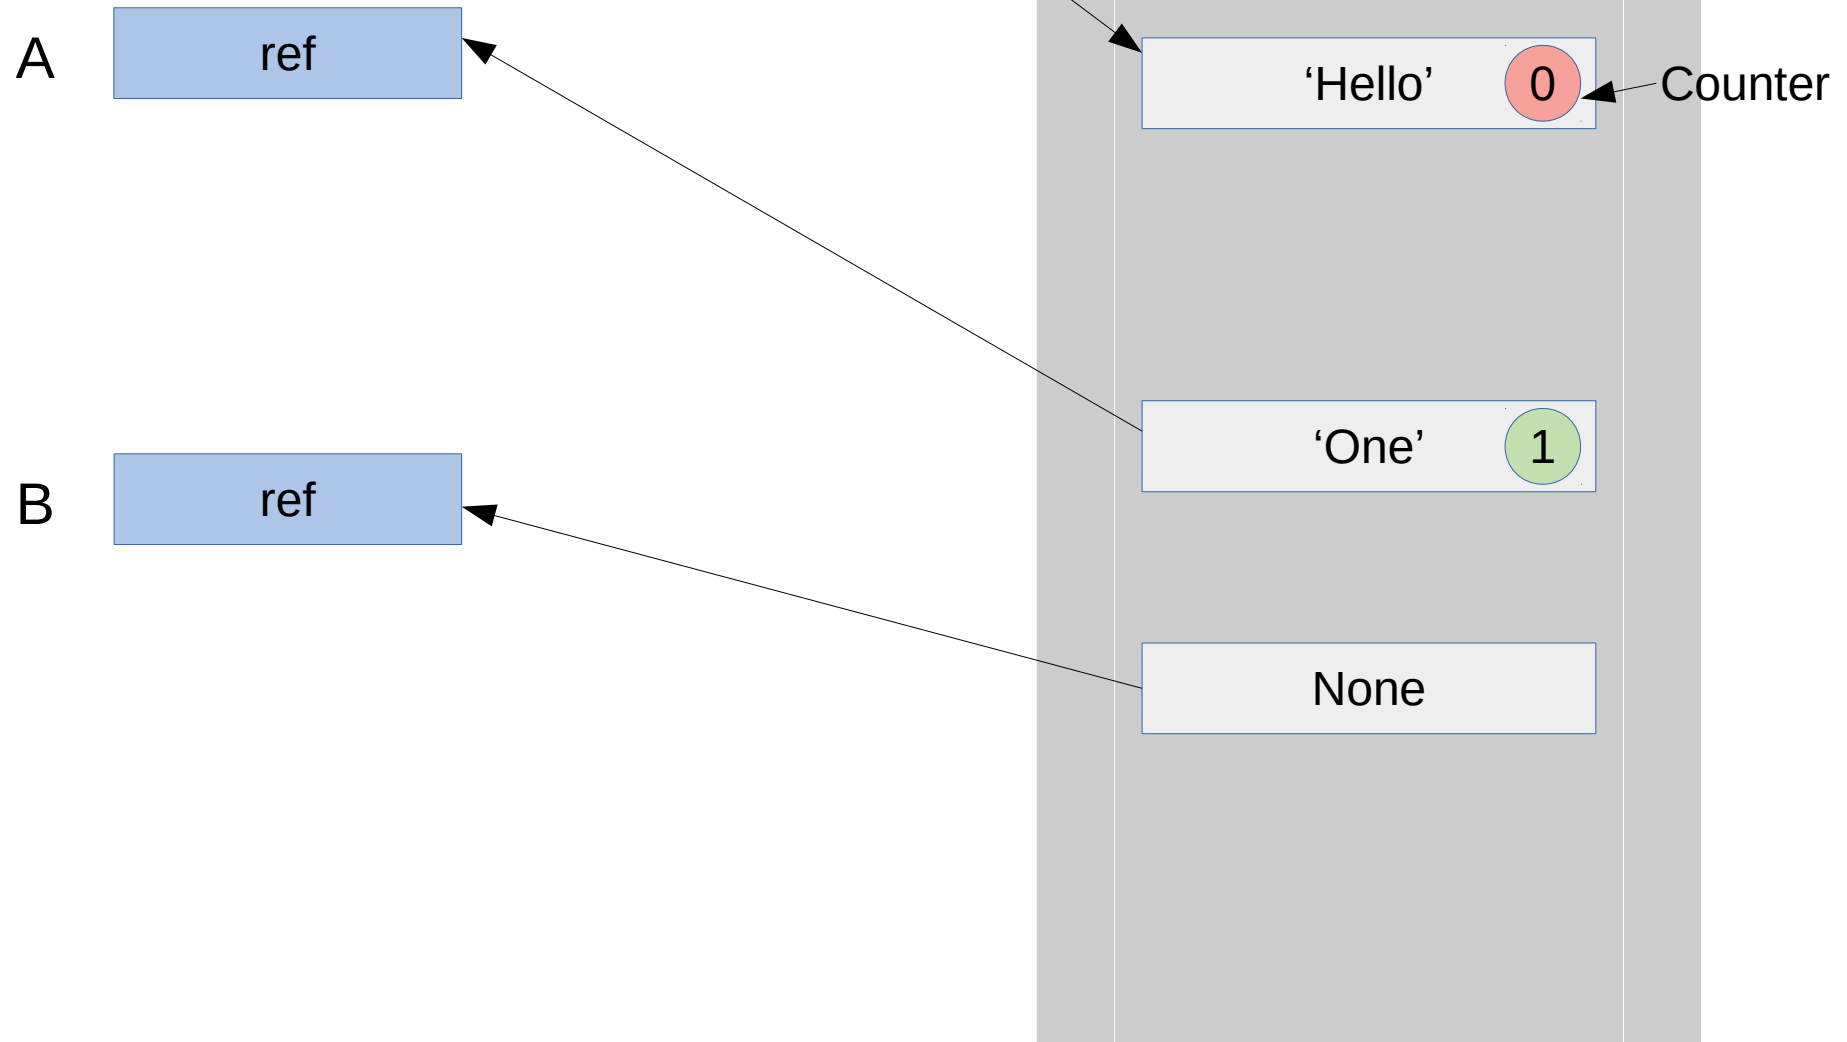 A
ref
‘Hello’
0
Counter
‘One’
1
B
ref
None